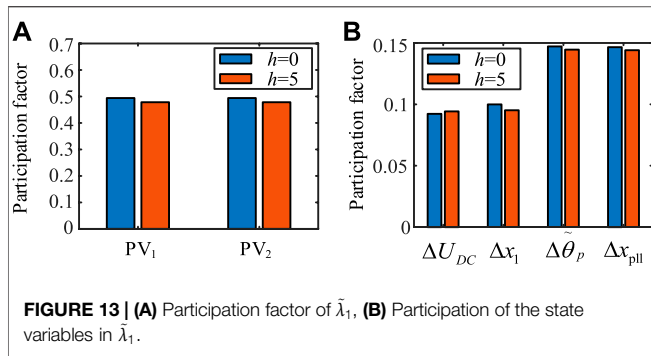 A
Participation factor
0.7
0.6
0.5
0.4
0.3
0.2
0.1
0
h=0
h=5
PV₁
PV₂
B
Participation factor
0.15
0.1
0.05
0
h=0
h=5
ΔU_DC
Δx₁
Δθ̃ₚ
Δx_pll
FIGURE 13 | (A) Participation factor of λ̃₁, (B) Participation of the state
variables in λ̃₁.